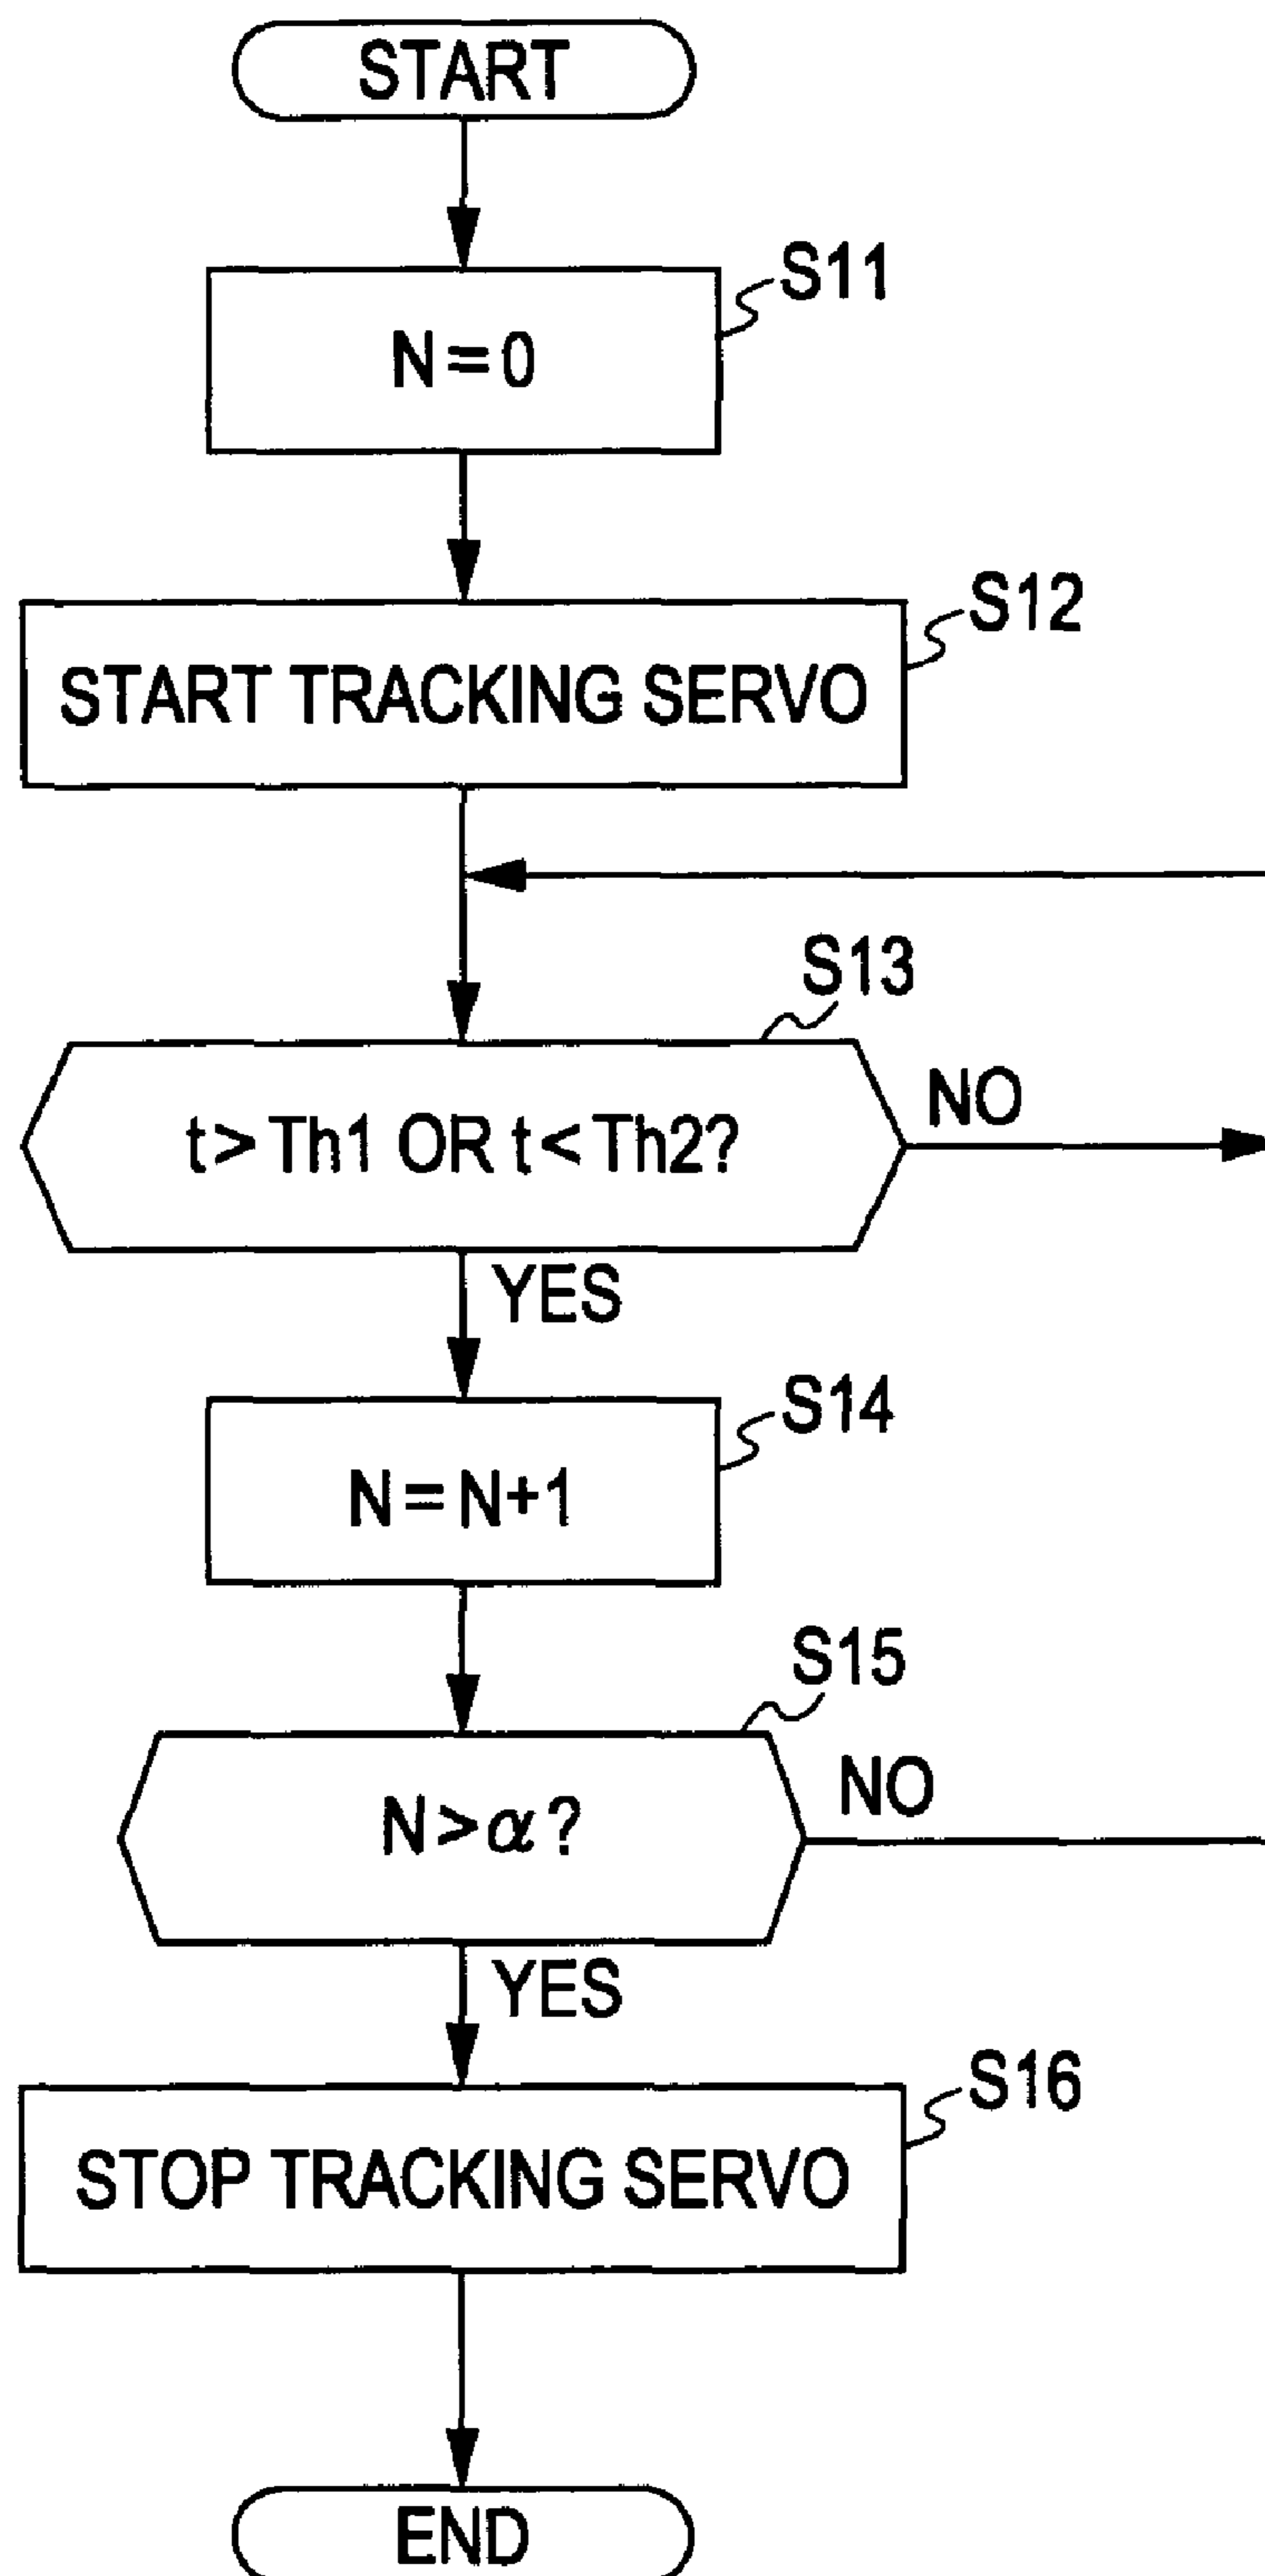 START
S11
N=0
S12
START TRACKING SERVO
S13
t>Th1 OR t<Th2?
NO
YES
S14
N=N+1
S15
N>α?
NO
YES
S16
STOP TRACKING SERVO
END